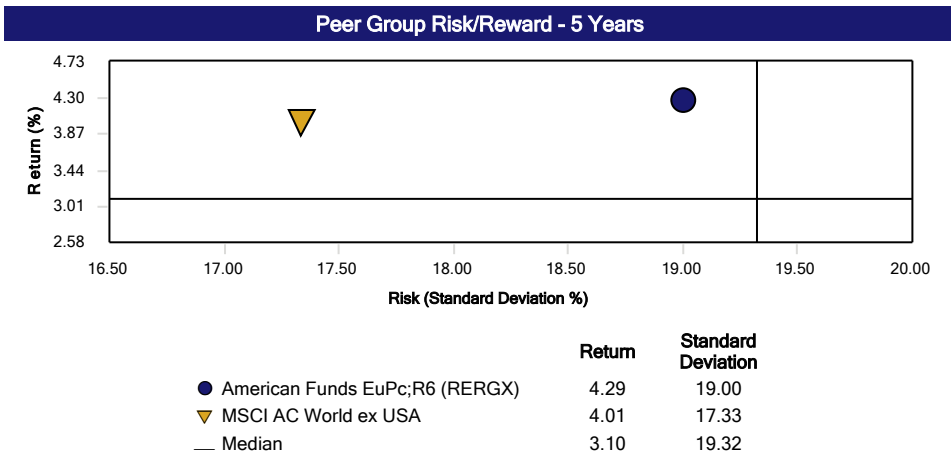 Peer Group Risk/Reward - 5 Years
4.73
4.30
3.87
3.44
3.01
2.58
R eturn (%)
16.50 17.00 17.50 18.00 18.50 19.00 19.50 20.00
Risk (Standard Deviation %)
Return Standard Deviation
American Funds EuPc;R6 (RERGX) 4.29 19.00
MSCI AC World ex USA 4.01 17.33
Median 3.10 19.32